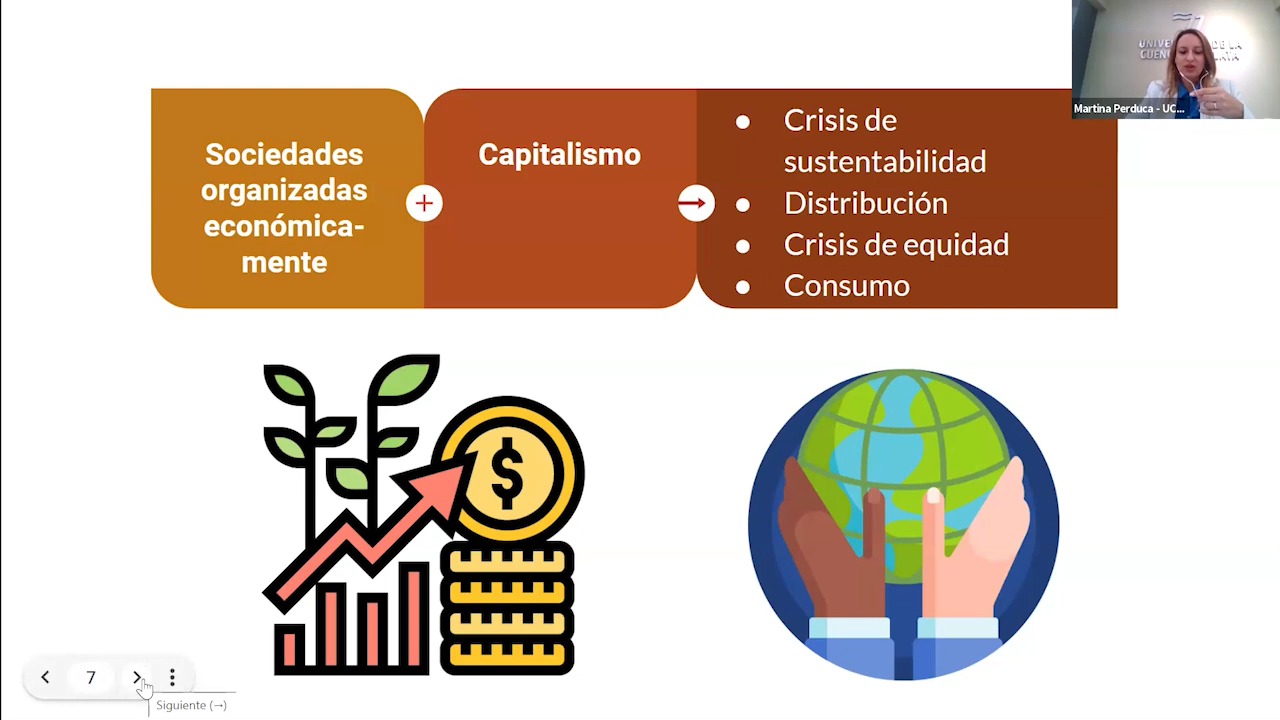 Sociedades
organizadas
económica-
mente
+
Capitalismo
→
● Crisis de
sustentabilidad
● Distribución
● Crisis de equidad
● Consumo
Martina Perduca - UC...
$
7
Siguiente (→)